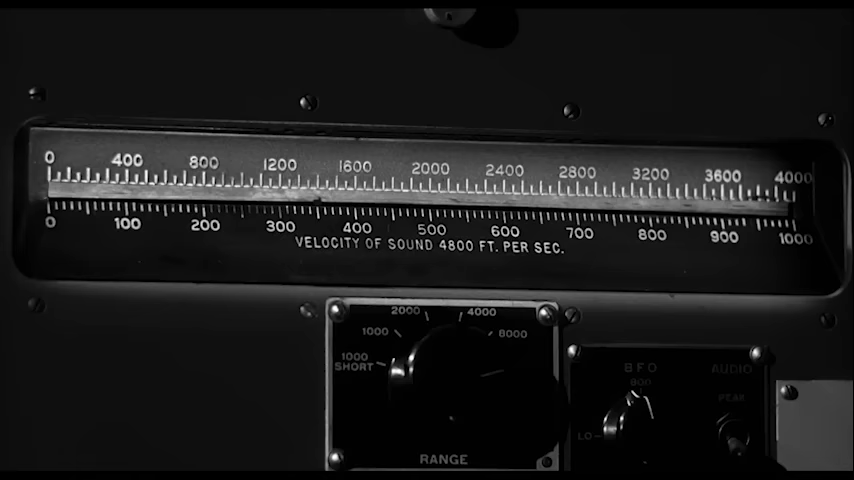 0 400 800 1200 1600 2000 2400 2800 3200 3600 4000
0 100 200 300 400 500 600 700 800 900 1000
VELOCITY OF SOUND 4800 FT. PER SEC.
2000 4000
1000 8000
1000
SHORT
RANGE
BFO AUDIO
800
PEAK
LO